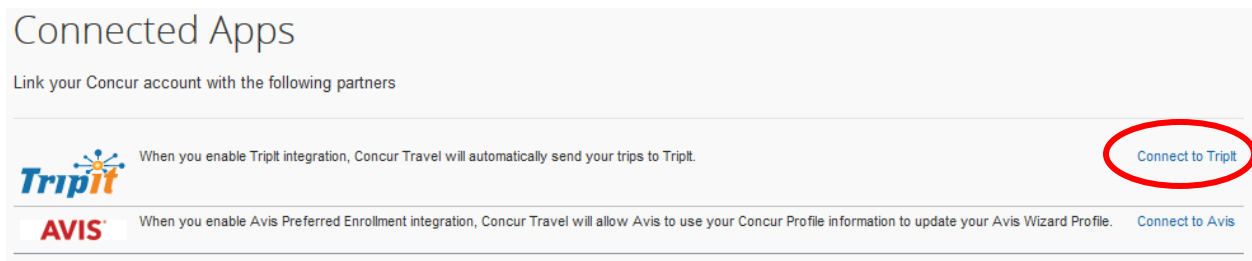 Connected Apps
Link your Concur account with the following partners
TripIt When you enable TripIt integration, Concur Travel will automatically send your trips to TripIt. Connect to TripIt
AVIS When you enable Avis Preferred Enrollment integration, Concur Travel will allow Avis to use your Concur Profile information to update your Avis Wizard Profile. Connect to Avis